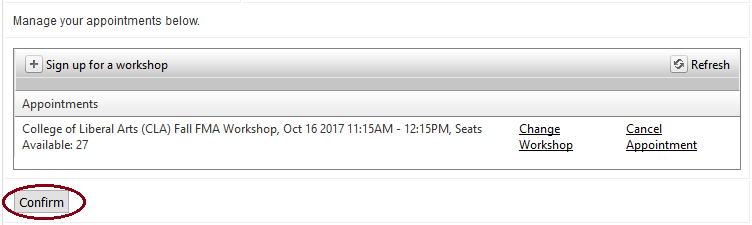 Manage your appointments below.
Sign up for a workshop
Refresh
Appointments
College of Liberal Arts (CLA) Fall FMA Workshop, Oct 16 2017 11:15AM - 12:15PM, Seats
Available: 27
Change
Workshop
Cancel
Appointment
Confirm